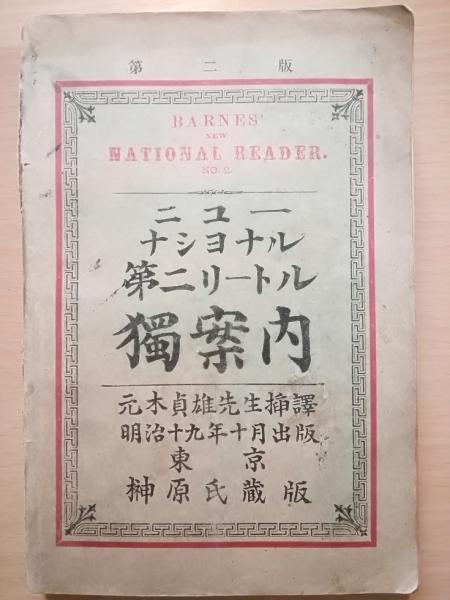 第二版
BARNES'
NEW
NATIONAL READER.
NO. 2.
ニユー
ナシヨナル
第二リートル
獨案内
元木貞雄先生挿譯
明治十九年十月出版
東京
榊原氏蔵版